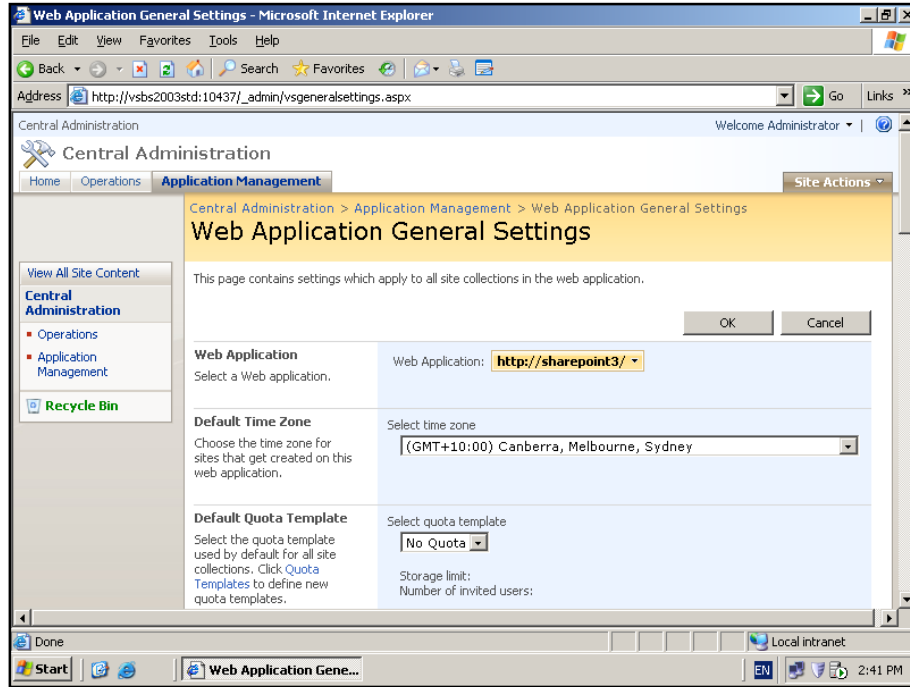 Web Application General Settings - Microsoft Internet Explorer
File Edit View Favorites Tools Help
Back Search Favorites
Address http://vsbs2003std:10437/_admin/vsgeneralsettings.aspx Go Links »
Central Administration Welcome Administrator
Central Administration
Home Operations Application Management Site Actions
Central Administration > Application Management > Web Application General Settings
Web Application General Settings
View All Site Content
Central
Administration
Operations
Application
Management
Recycle Bin
This page contains settings which apply to all site collections in the web application.
OK Cancel
Web Application
Select a Web application.
Web Application: http://sharepoint3/
Default Time Zone
Choose the time zone for
sites that get created on this
web application.
Select time zone
(GMT+10:00) Canberra, Melbourne, Sydney
Default Quota Template
Select the quota template
used by default for all site
collections. Click Quota
Templates to define new
quota templates.
Select quota template
No Quota
Storage limit:
Number of invited users:
Done Local intranet
Start Web Application Gene... EN 2:41 PM